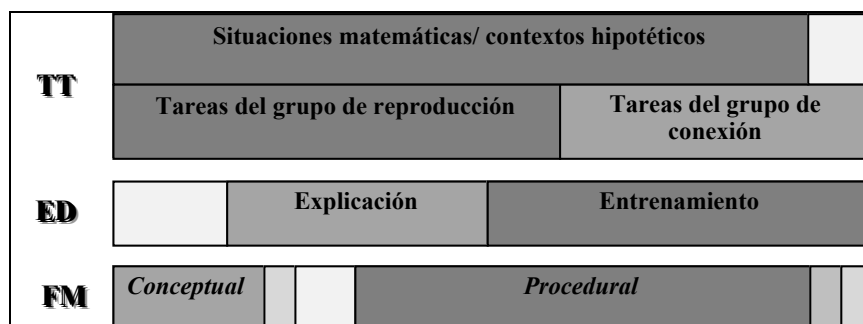 Situaciones matemáticas/ contextos hipotéticos
TT
Tareas del grupo de reproducción
Tareas del grupo de
conexión
ED
Explicación
Entrenamiento
FM
Conceptual
Procedural